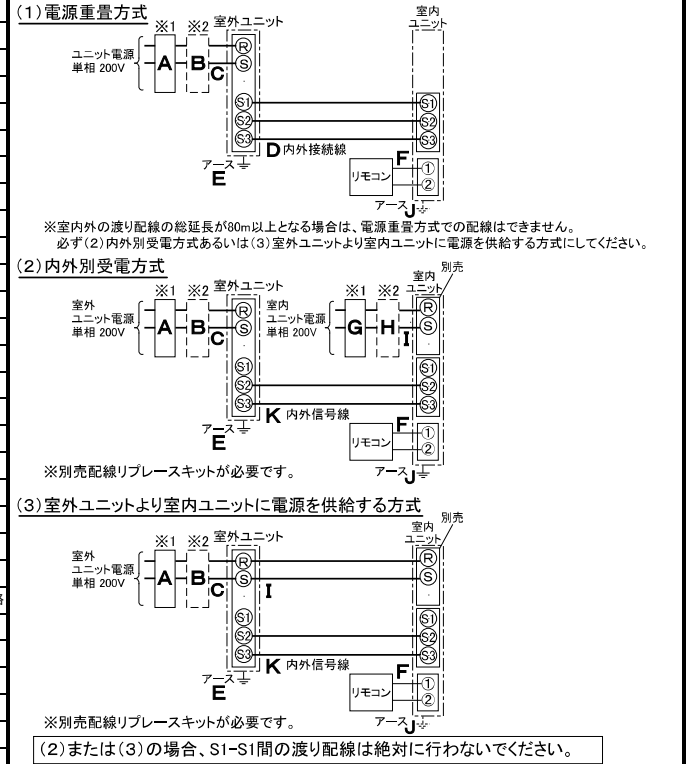 (1)電源重畳方式
※1 ※2 室外ユニット
室内
ユニット
ユニット電源
単相 200V
A
B
C
R
S
S1
S2
S3
S1
S2
S3
D 内外接続線
アース
E
リモコン
F
①
②
アース J
※室内外の渡り配線の総延長が80m以上となる場合は、電源重畳方式での配線はできません。
必ず(2)内外別受電方式あるいは(3)室外ユニットより室内ユニットに電源を供給する方式にしてください。
(2)内外別受電方式
※1 ※2 室外ユニット
※1 ※2
室内
ユニット
別売
室外
ユニット電源
単相 200V
A
B
C
R
S
室内
ユニット電源
単相 200V
G
H
I
R
S
S1
S2
S3
S1
S2
S3
K 内外信号線
アース
E
リモコン
F
①
②
アース J
※別売配線リプレースキットが必要です。
(3)室外ユニットより室内ユニットに電源を供給する方式
※1 ※2 室外ユニット
室内
ユニット
別売
室外
ユニット電源
単相 200V
A
B
C
R
S
I
R
S
S1
S2
S3
S1
S2
S3
K 内外信号線
アース
E
リモコン
F
①
②
アース J
※別売配線リプレースキットが必要です。
(2)または(3)の場合、S1-S1間の渡り配線は絶対に行わないでください。